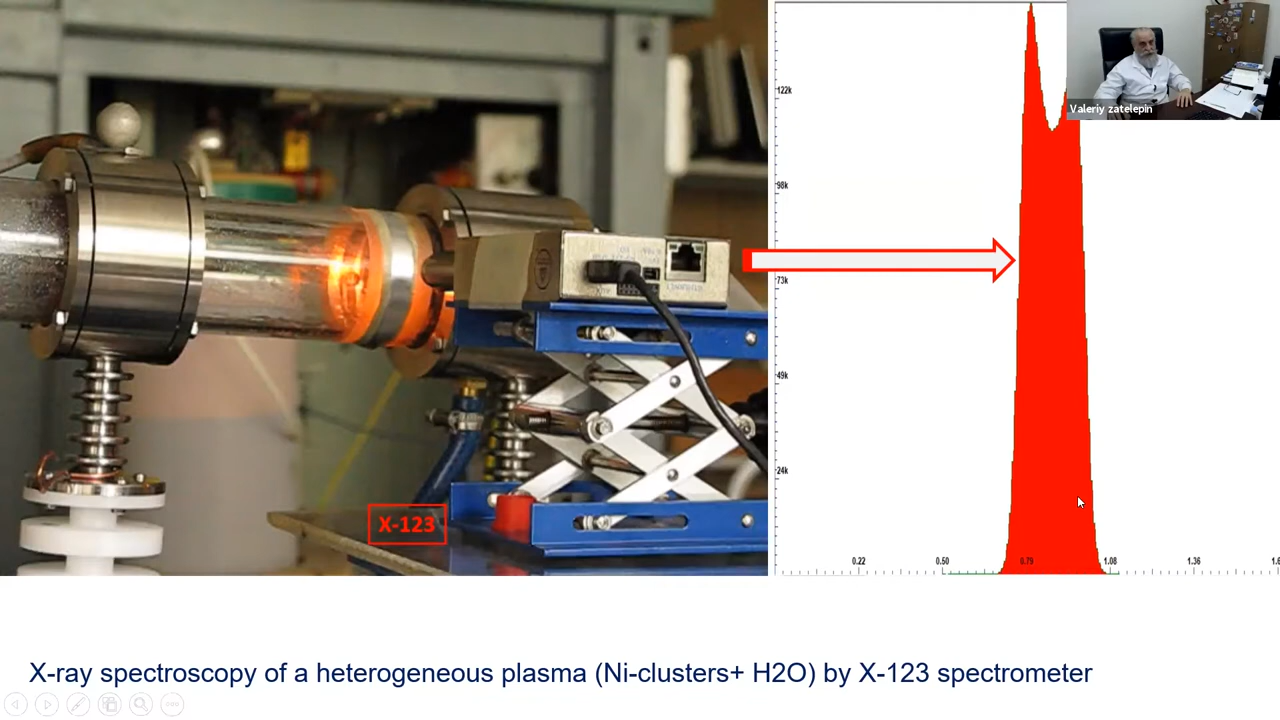 122k
98k
73k
49k
24k
0.22
0.50
0.79
1.08
1.36
Valeriy zatelepin
X-123
X-ray spectroscopy of a heterogeneous plasma (Ni-clusters+ H2O) by X-123 spectrometer